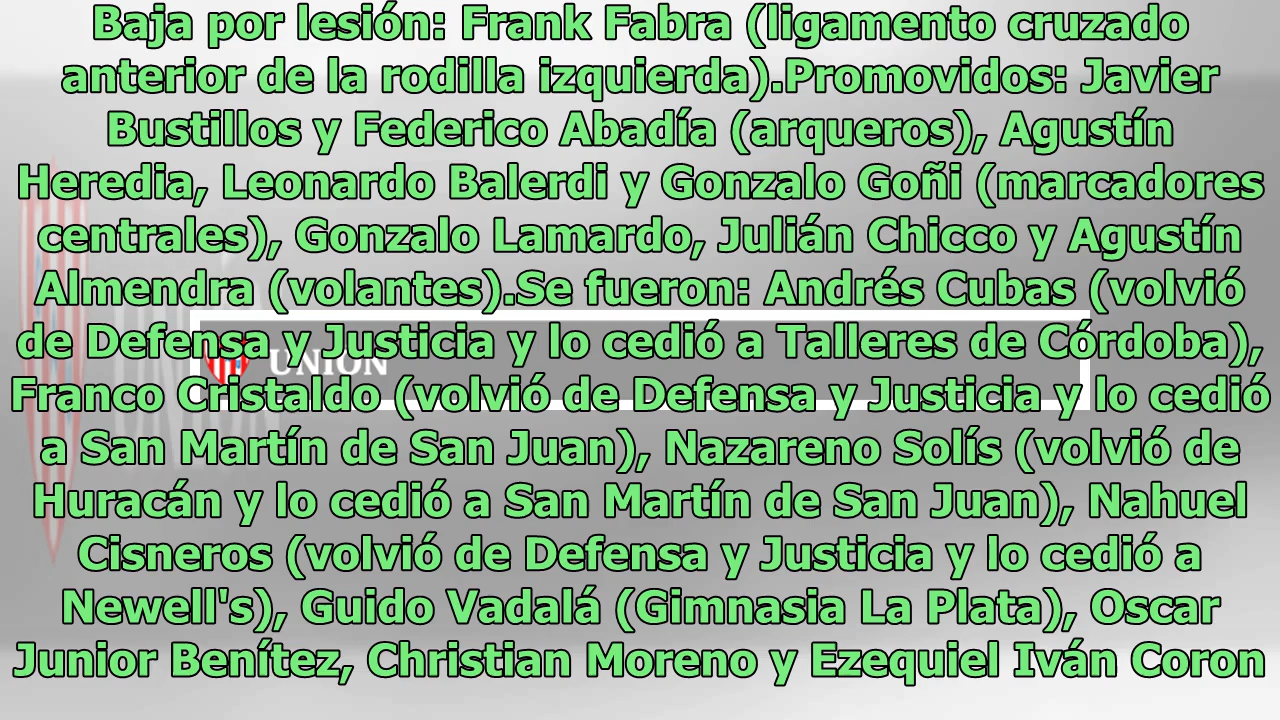 Baja por lesión: Frank Fabra (ligamento cruzado
anterior de la rodilla izquierda).Promovidos: Javier
Bustillos y Federico Abadía (arqueros), Agustín
Heredia, Leonardo Balerdi y Gonzalo Goñi (marcadores
centrales), Gonzalo Lamardo, Julián Chicco y Agustín
Almendra (volantes).Se fueron: Andrés Cubas (volvió
de Defensa y Justicia y lo cedió a Talleres de Córdoba),
UNIÓN
Franco Cristaldo (volvió de Defensa y Justicia y lo cedió
a San Martín de San Juan), Nazareno Solís (volvió de
Huracán y lo cedió a San Martín de San Juan), Nahuel
Cisneros (volvió de Defensa y Justicia y lo cedió a
Newell's), Guido Vadalá (Gimnasia La Plata), Oscar
Junior Benítez, Christian Moreno y Ezequiel Iván Coron